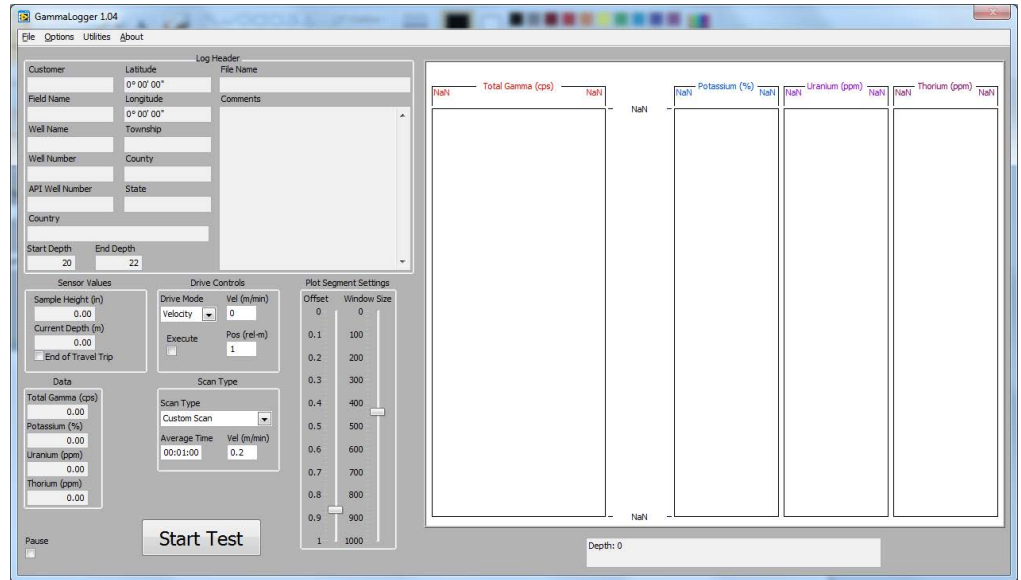 GammaLogger 1.04
File Options Utilities About
Log Header
Customer Latitude File Name
0° 00' 00"
Field Name Longitude Comments
0° 00' 00"
Well Name Township
Well Number County
API Well Number State
Country
Start Depth End Depth
20 22
Sensor Values
Sample Height (in)
0.00
Current Depth (m)
0.00
End of Travel Trip
Drive Controls
Drive Mode Vel (m/min)
Velocity 0
Execute Pos (rel-m)
1
Plot Segment Settings
Offset Window Size
0 0
0.1 100
0.2 200
0.3 300
0.4 400
0.5 500
0.6 600
0.7 700
0.8 800
0.9 900
1 1000
Data
Total Gamma (cps)
0.00
Potassium (%)
0.00
Uranium (ppm)
0.00
Thorium (ppm)
0.00
Scan Type
Scan Type
Custom Scan
Average Time Vel (m/min)
00:01:00 0.2
Pause
Start Test
Total Gamma (cps)
NaN NaN
Potassium (%)
NaN NaN
Uranium (ppm)
NaN NaN
Thorium (ppm)
NaN NaN
NaN
NaN
Depth: 0